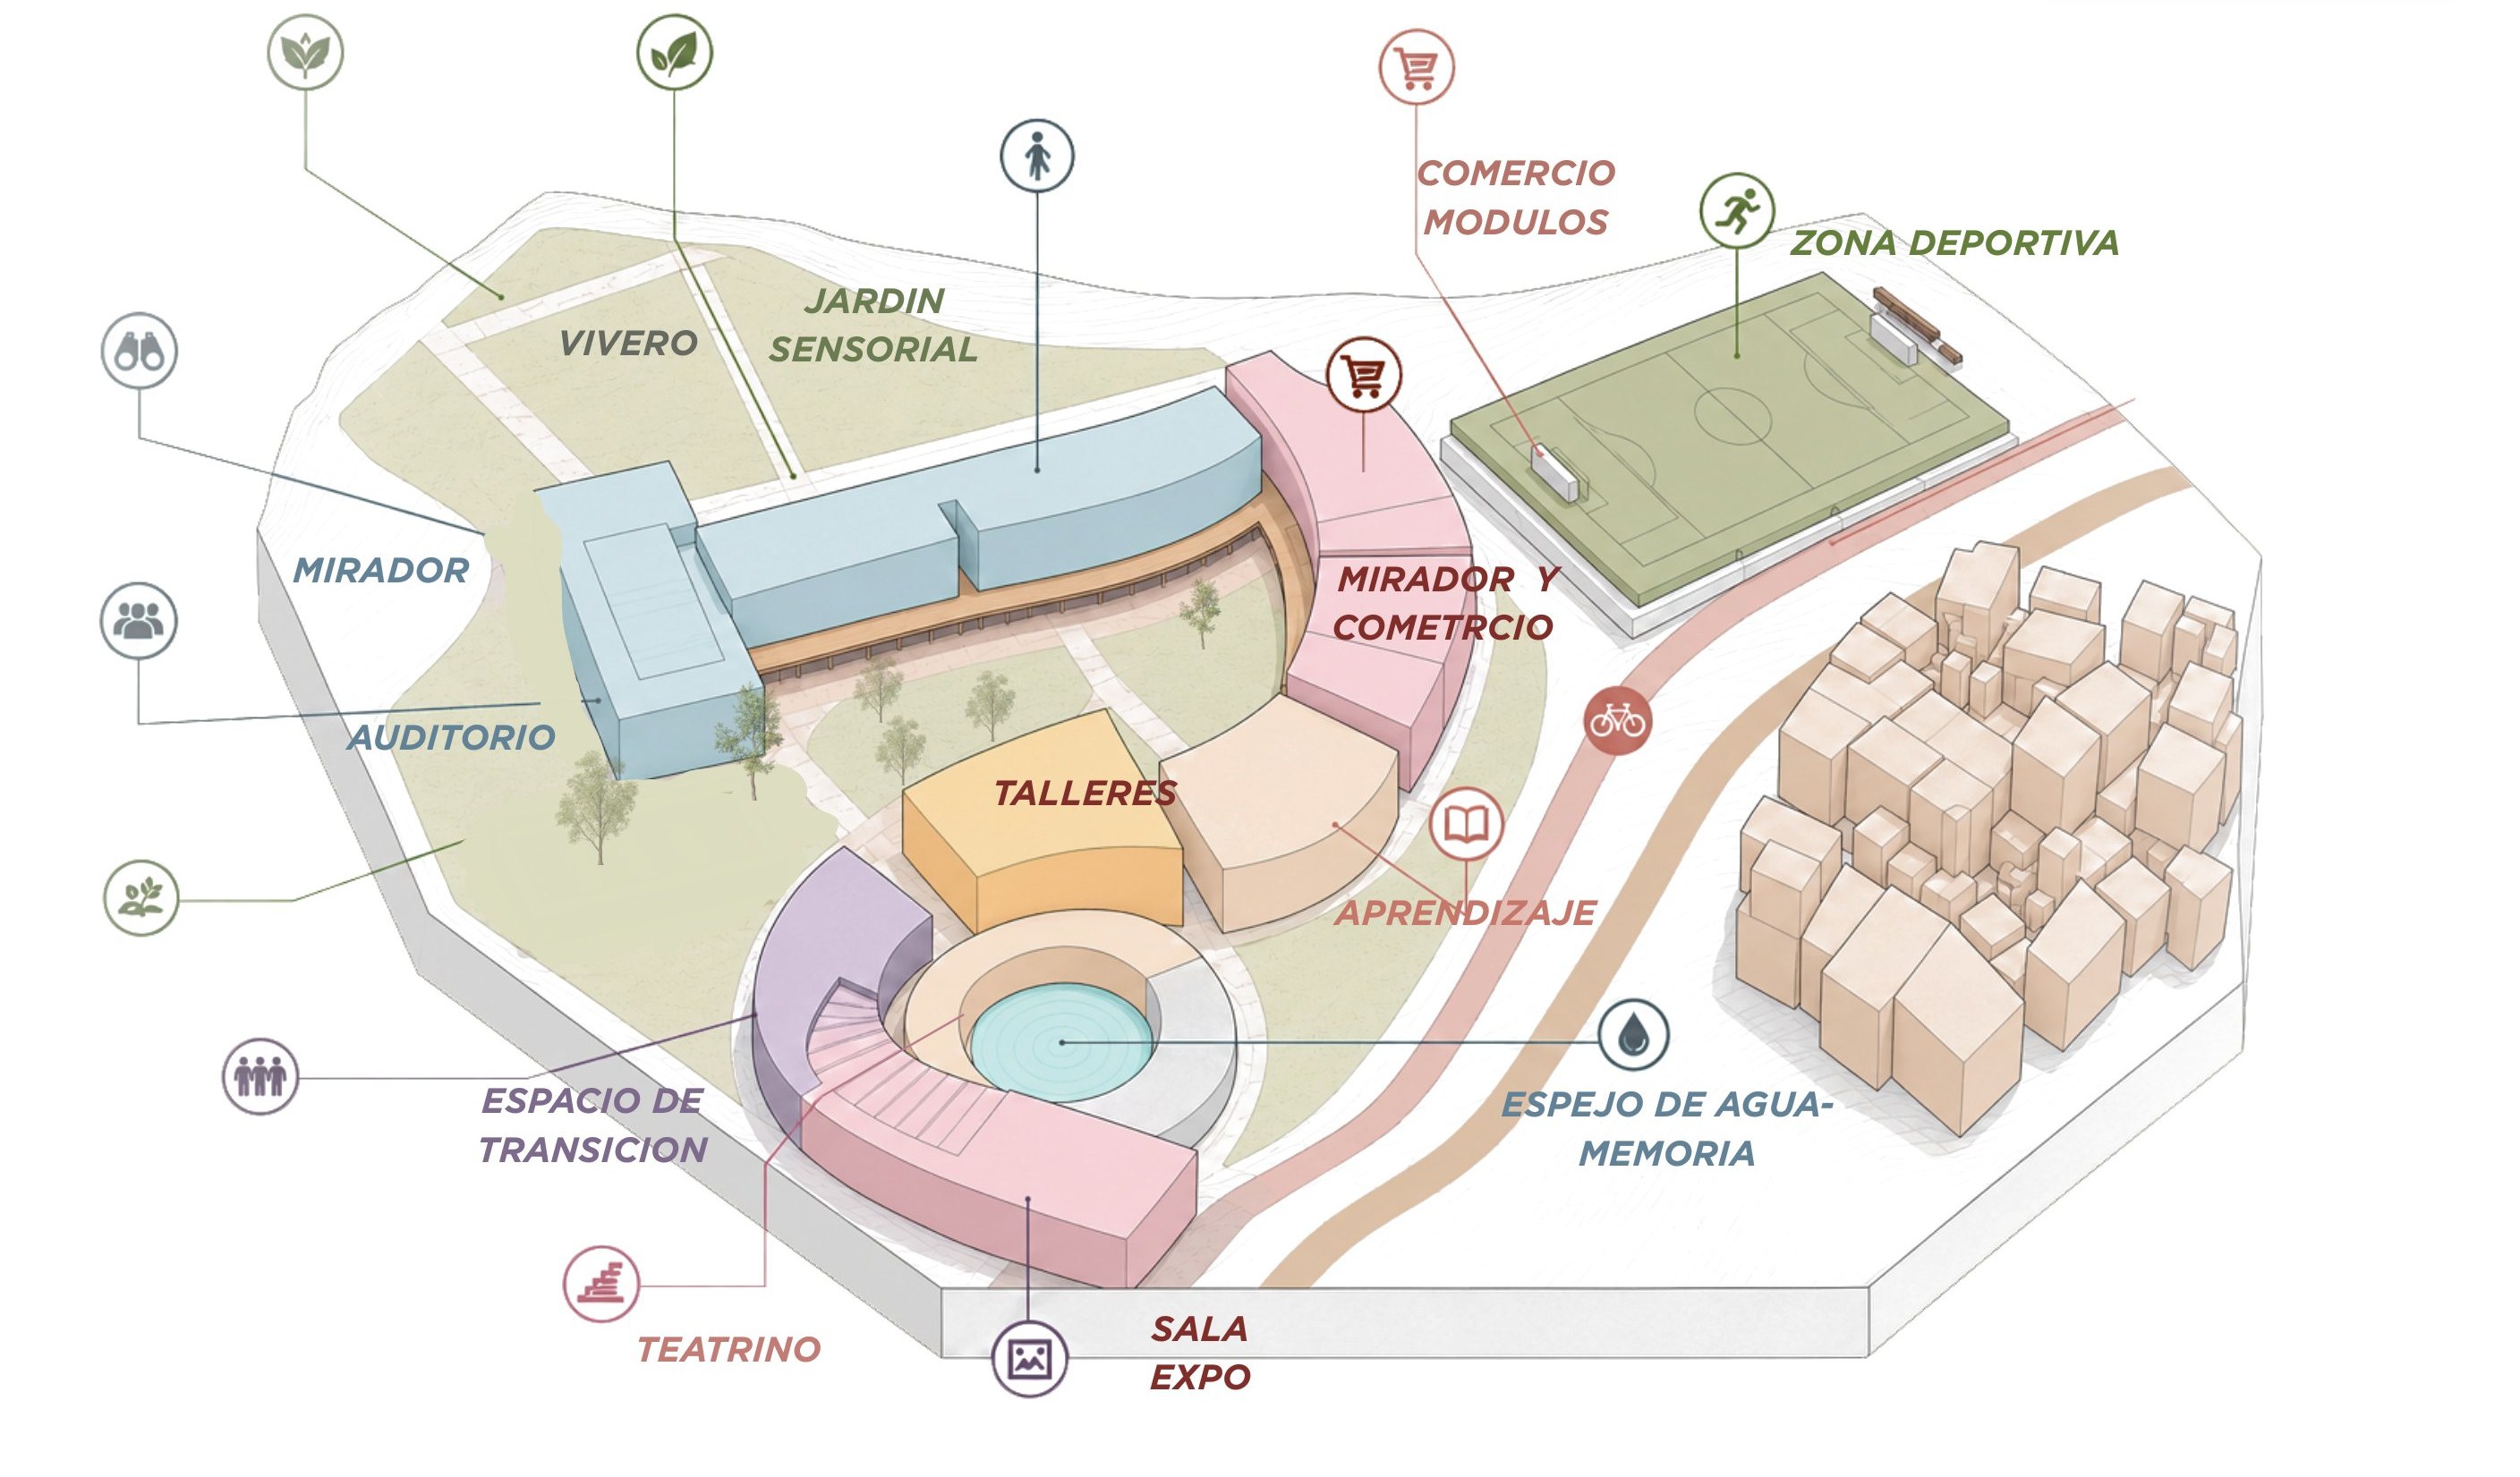 COMERCIO
MODULOS
ZONA DEPORTIVA
JARDIN
SENSORIAL
VIVERO
MIRADOR
MIRADOR Y
COMETRCIO
AUDITORIO
TALLERES
APRENDIZAJE
ESPACIO DE
TRANSICION
ESPEJO DE AGUA-
MEMORIA
TEATRINO
SALA
EXPO